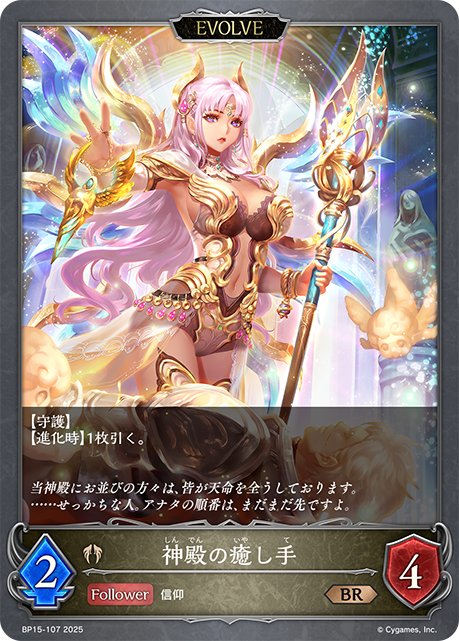 EVOLVE
【守護】
【進化時】1枚引く。
当神殿にお並びの方々は、皆が天命を全うしております。
……せっかちな人。アナタの順番は、まだまだ先ですよ。
しんでん いや て
神殿の癒し手
2
Follower 信仰
BR
4
BP15-107 2025
© Cygames, Inc.